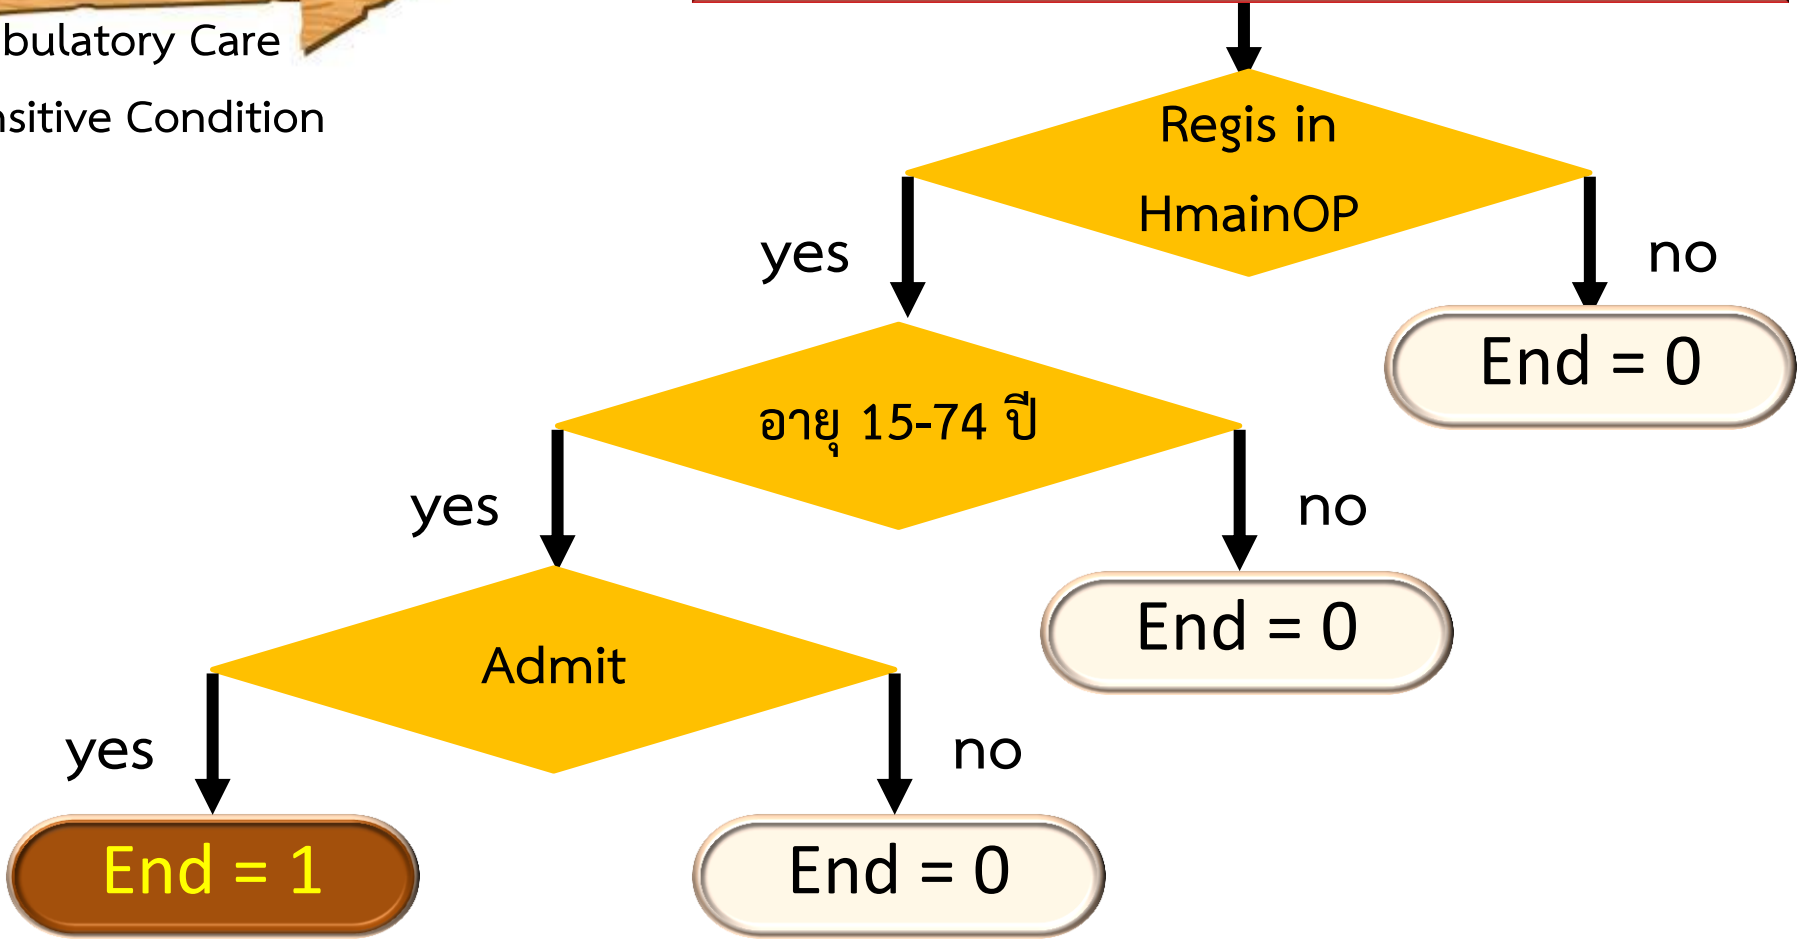 bulatory Care
nsitive Condition
Regis in
HmainOP
yes
no
End = 0
อายุ 15-74 ปี
yes
no
End = 0
Admit
yes
no
End = 1
End = 0